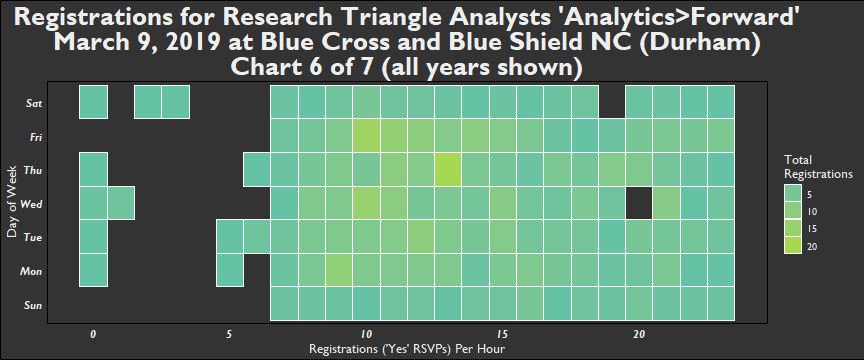 Registrations for Research Triangle Analysts 'Analytics>Forward'
March 9, 2019 at Blue Cross and Blue Shield NC (Durham)
Chart 6 of 7 (all years shown)
Sat
Fri
Thu
Wed
Tue
Mon
Sun
Day of Week
0 5 10 15 20
Registrations ('Yes' RSVPs) Per Hour
Total
Registrations
5
10
15
20